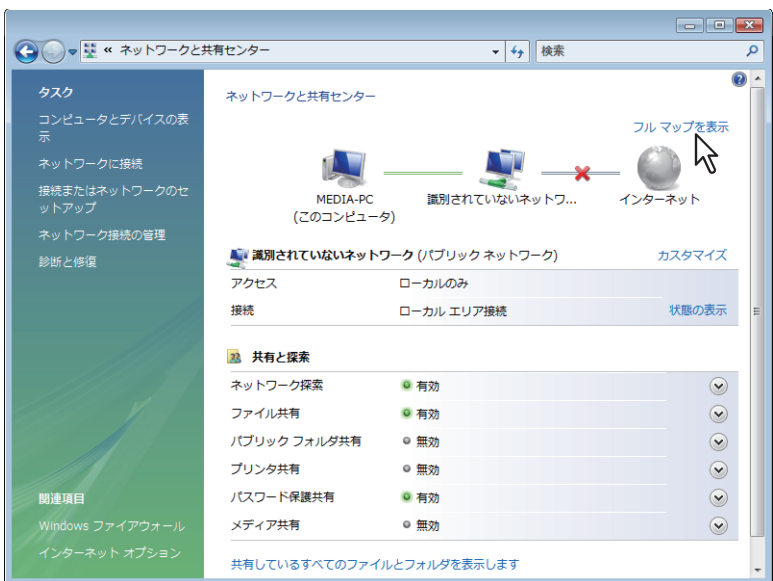 « ネットワークと共有センター
検索
タスク
コンピュータとデバイスの表
示
ネットワークに接続
接続またはネットワークのセ
ットアップ
ネットワーク接続の管理
診断と修復
関連項目
Windows ファイアウォール
インターネット オプション
ネットワークと共有センター
フル マップを表示
MEDIA-PC
(このコンピュータ)
識別されていないネットワ...
インターネット
識別されていないネットワーク (パブリック ネットワーク)
カスタマイズ
アクセス ローカルのみ
接続 ローカル エリア接続 状態の表示
共有と探索
ネットワーク探索 有効
ファイル共有 有効
パブリック フォルダ共有 無効
プリンタ共有 無効
パスワード保護共有 有効
メディア共有 無効
共有しているすべてのファイルとフォルダを表示します